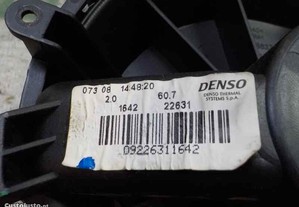 073 08 14:48:20
2.0 60.7
1642 22631
DENSO
DENSO THERMAL
SYSTEMS S.p.A
09226311642